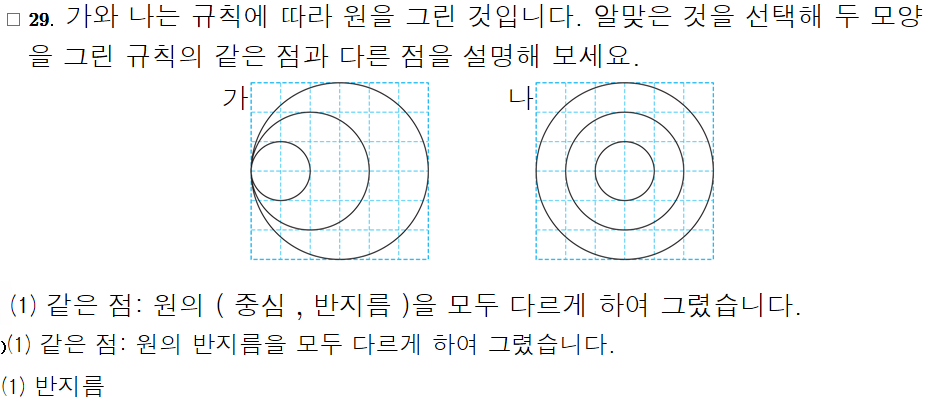 □ 29. 가와 나는 규칙에 따라 원을 그린 것입니다. 알맞은 것을 선택해 두 모양
을 그린 규칙의 같은 점과 다른 점을 설명해 보세요.
가 나
(1) 같은 점: 원의 ( 중심 , 반지름 )을 모두 다르게 하여 그렸습니다.
)(1) 같은 점: 원의 반지름을 모두 다르게 하여 그렸습니다.
(1) 반지름